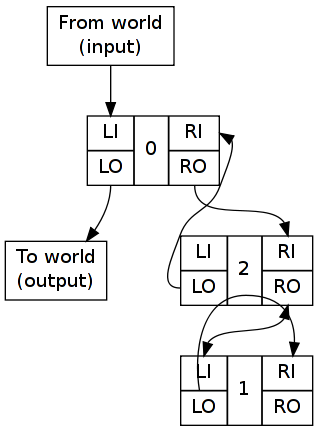 From world
(input)
LI
0
RI
LO
RO
To world
(output)
LI
2
RI
LO
RO
LI
1
RI
LO
RO